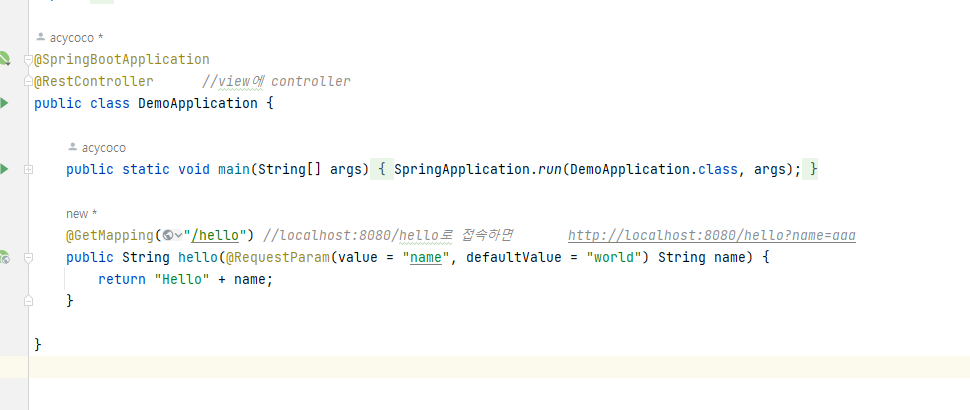 acycoco *
@SpringBootApplication
@RestController //view에 controller
public class DemoApplication {
acycoco
public static void main(String[] args) { SpringApplication.run(DemoApplication.class, args); }
new *
@GetMapping("/hello") //localhost:8080/hello로 접속하면 http://localhost:8080/hello?name=aaa
public String hello(@RequestParam(value = "name", defaultValue = "world") String name) {
return "Hello" + name;
}
}